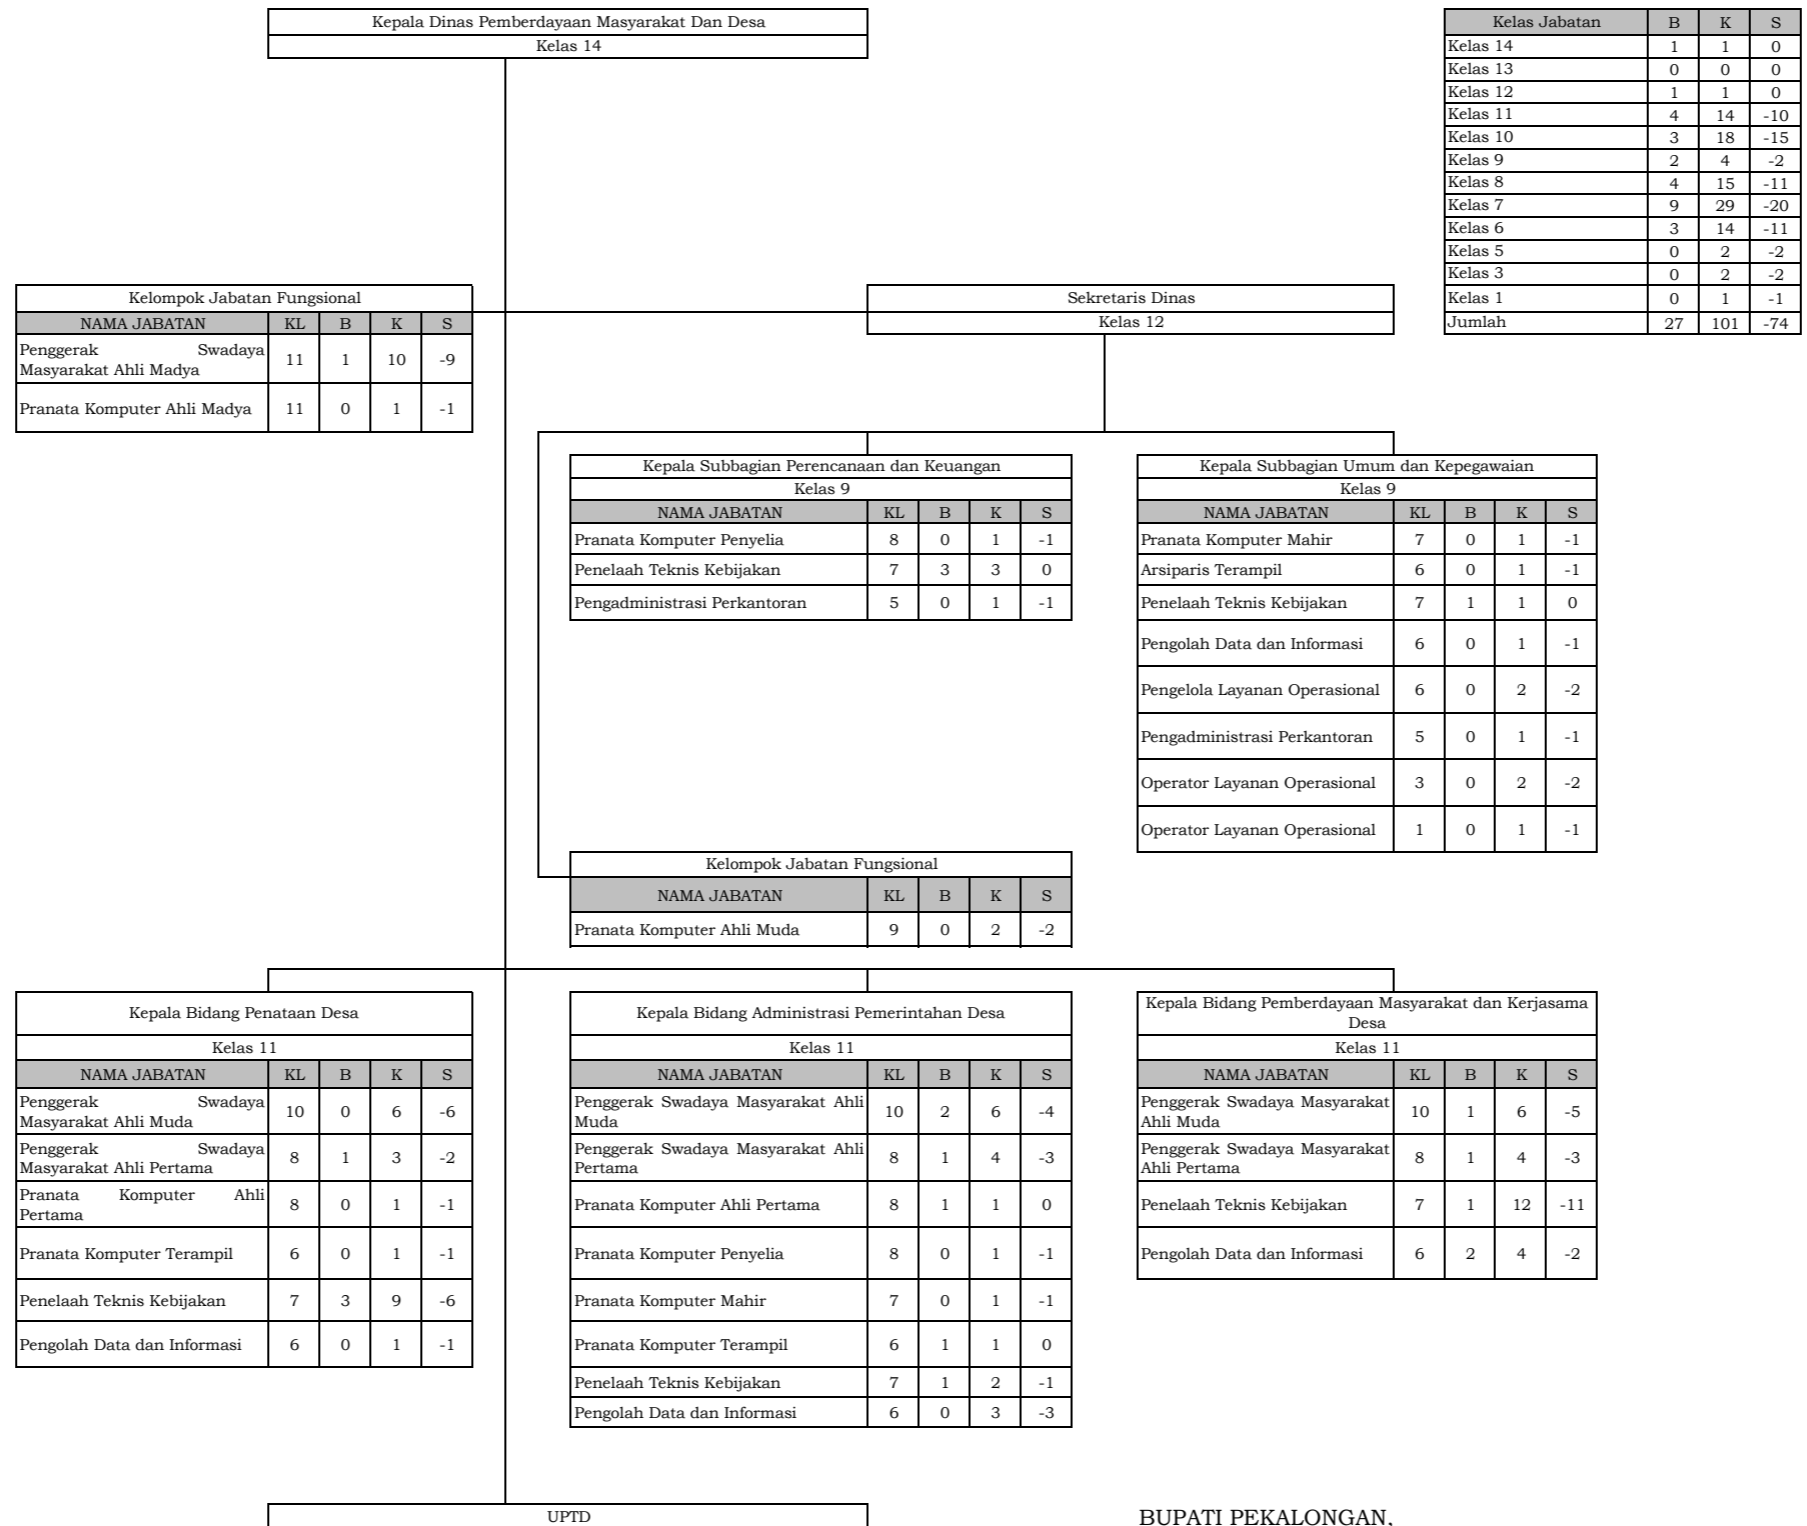 Kepala Dinas Pemberdayaan Masyarakat Dan Desa
Kelas 14
Kelas Jabatan B K S
Kelas 14 1 1 0
Kelas 13 0 0 0
Kelas 12 1 1 0
Kelas 11 4 14 -10
Kelas 10 3 18 -15
Kelas 9 2 4 -2
Kelas 8 4 15 -11
Kelas 7 9 29 -20
Kelas 6 3 14 -11
Kelas 5 0 2 -2
Kelas 3 0 2 -2
Kelas 1 0 1 -1
Jumlah 27 101 -74
Kelompok Jabatan Fungsional
NAMA JABATAN KL B K S
Penggerak Swadaya
Masyarakat Ahli Madya 11 1 10 -9
Pranata Komputer Ahli Madya 11 0 1 -1
Sekretaris Dinas
Kelas 12
Kepala Subbagian Perencanaan dan Keuangan
Kelas 9
NAMA JABATAN KL B K S
Pranata Komputer Penyelia 8 0 1 -1
Penelaah Teknis Kebijakan 7 3 3 0
Pengadministrasi Perkantoran 5 0 1 -1
Kepala Subbagian Umum dan Kepegawaian
Kelas 9
NAMA JABATAN KL B K S
Pranata Komputer Mahir 7 0 1 -1
Arsiparis Terampil 6 0 1 -1
Penelaah Teknis Kebijakan 7 1 1 0
Pengolah Data dan Informasi 6 0 1 -1
Pengelola Layanan Operasional 6 0 2 -2
Pengadministrasi Perkantoran 5 0 1 -1
Operator Layanan Operasional 3 0 2 -2
Operator Layanan Operasional 1 0 1 -1
Kelompok Jabatan Fungsional
NAMA JABATAN KL B K S
Pranata Komputer Ahli Muda 9 0 2 -2
Kepala Bidang Penataan Desa
Kelas 11
NAMA JABATAN KL B K S
Penggerak Swadaya
Masyarakat Ahli Muda 10 0 6 -6
Penggerak Swadaya
Masyarakat Ahli Pertama 8 1 3 -2
Pranata Komputer Ahli
Pertama 8 0 1 -1
Pranata Komputer Terampil 6 0 1 -1
Penelaah Teknis Kebijakan 7 3 9 -6
Pengolah Data dan Informasi 6 0 1 -1
Kepala Bidang Administrasi Pemerintahan Desa
Kelas 11
NAMA JABATAN KL B K S
Penggerak Swadaya Masyarakat Ahli
Muda 10 2 6 -4
Penggerak Swadaya Masyarakat Ahli
Pertama 8 1 4 -3
Pranata Komputer Ahli Pertama 8 1 1 0
Pranata Komputer Penyelia 8 0 1 -1
Pranata Komputer Mahir 7 0 1 -1
Pranata Komputer Terampil 6 1 1 0
Penelaah Teknis Kebijakan 7 1 2 -1
Pengolah Data dan Informasi 6 0 3 -3
Kepala Bidang Pemberdayaan Masyarakat dan Kerjasama
Desa
Kelas 11
NAMA JABATAN KL B K S
Penggerak Swadaya Masyarakat
Ahli Muda 10 1 6 -5
Penggerak Swadaya Masyarakat
Ahli Pertama 8 1 4 -3
Penelaah Teknis Kebijakan 7 1 12 -11
Pengolah Data dan Informasi 6 2 4 -2
UPTD
BUPATI PEKALONGAN,